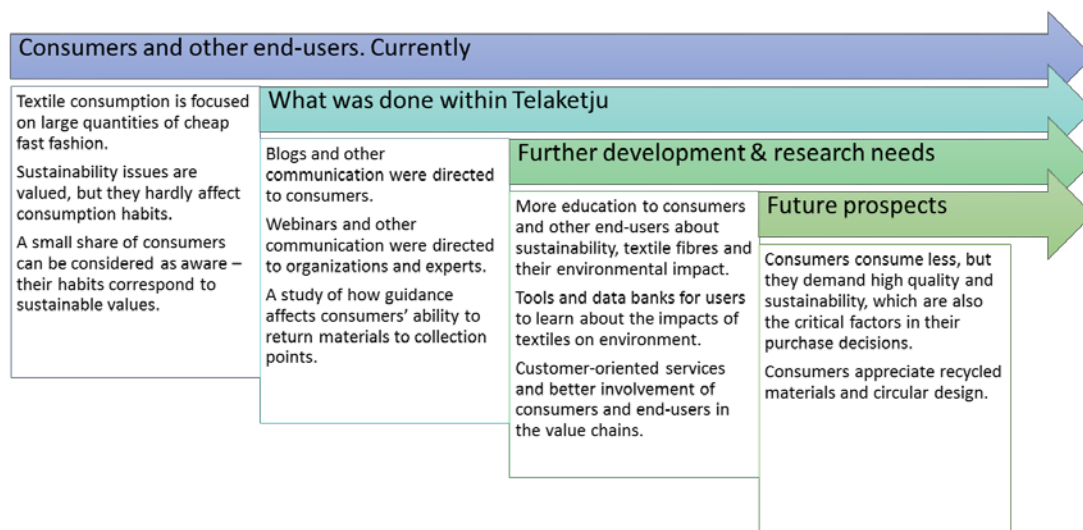 Consumers and other end-users. Currently
Textile consumption is focused
on large quantities of cheap
fast fashion.
Sustainability issues are
valued, but they hardly affect
consumption habits.
A small share of consumers
can be considered as aware –
their habits correspond to
sustainable values.
What was done within Telaketju
Blogs and other
communication were directed
to consumers.
Webinars and other
communication were directed
to organizations and experts.
A study of how guidance
affects consumers’ ability to
return materials to collection
points.
Further development & research needs
More education to consumers
and other end-users about
sustainability, textile fibres and
their environmental impact.
Tools and data banks for users
to learn about the impacts of
textiles on environment.
Customer-oriented services
and better involvement of
consumers and end-users in
the value chains.
Future prospects
Consumers consume less, but
they demand high quality and
sustainability, which are also
the critical factors in their
purchase decisions.
Consumers appreciate recycled
materials and circular design.